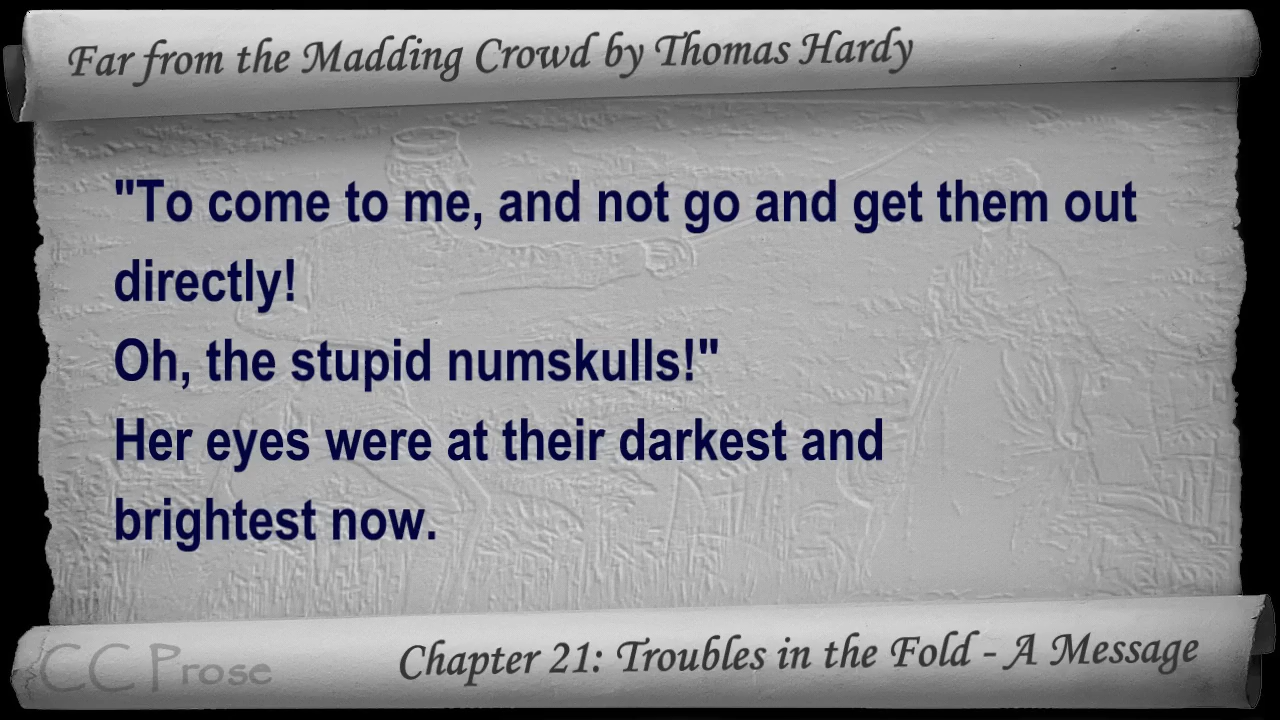 Far from the Madding Crowd by Thomas Hardy
"To come to me, and not go and get them out
directly!
Oh, the stupid numskulls!"
Her eyes were at their darkest and
brightest now.
CC Prose
Chapter 21: Troubles in the Fold - A Message